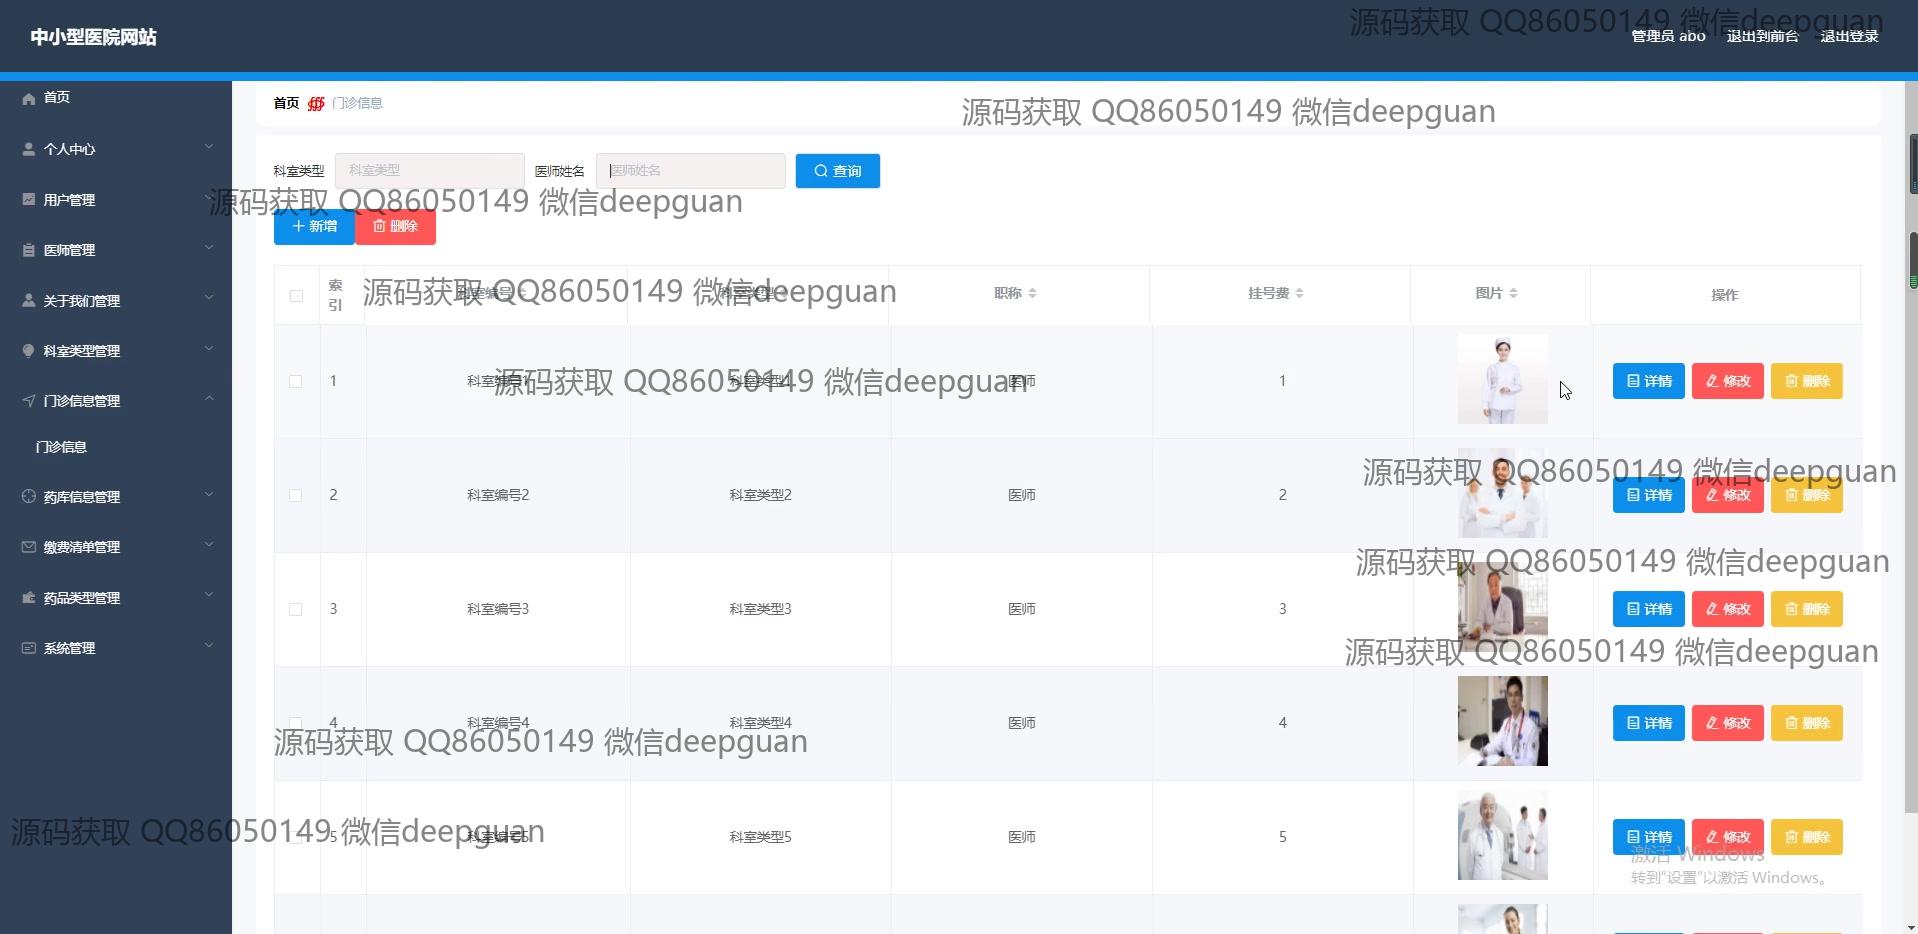 中小型医院网站
源码获取 QQ86050149 微信deepguan
管理员 abo 退出到前台 退出登录
首页
个人中心
用户管理
医师管理
关于我们管理
科室类型管理
门诊信息管理
门诊信息
药库信息管理
缴费清单管理
药品类型管理
系统管理
首页 门诊信息
源码获取 QQ86050149 微信deepguan
科室类型 科室类型 医师姓名 医师姓名 查询
源码获取 QQ86050149 微信deepguan
新增 删除
索引 科室编号 科室类型 职称 挂号费 图片 操作
源码获取 QQ86050149 微信deepguan
1 科室编号1 科室类型1 医师 1 详情 修改 删除
源码获取 QQ86050149 微信deepguan
源码获取 QQ86050149 微信deepguan
2 科室编号2 科室类型2 医师 2 详情 修改 删除
源码获取 QQ86050149 微信deepguan
3 科室编号3 科室类型3 医师 3 详情 修改 删除
源码获取 QQ86050149 微信deepguan
4 科室编号4 科室类型4 医师 4 详情 修改 删除
源码获取 QQ86050149 微信deepguan
5 科室编号5 科室类型5 医师 5 详情 修改 删除
源码获取 QQ86050149 微信deepguan
激活 Windows
转到"设置"以激活 Windows。